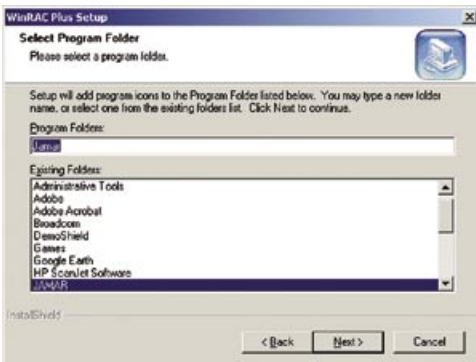 WinRAC Plus Setup
Select Program Folder
Please select a program folder.
Setup will add program icons to the Program Folder listed below. You may type a new folder
name, or select one from the existing folders list. Click Next to continue.
Program Folders:
Jamar
Existing Folders:
Administrative Tools
Adobe
Adobe Acrobat
Broadcom
DemoShield
Games
Google Earth
HP ScanJet Software
JAMAR
InstallShield
< Back
Next >
Cancel